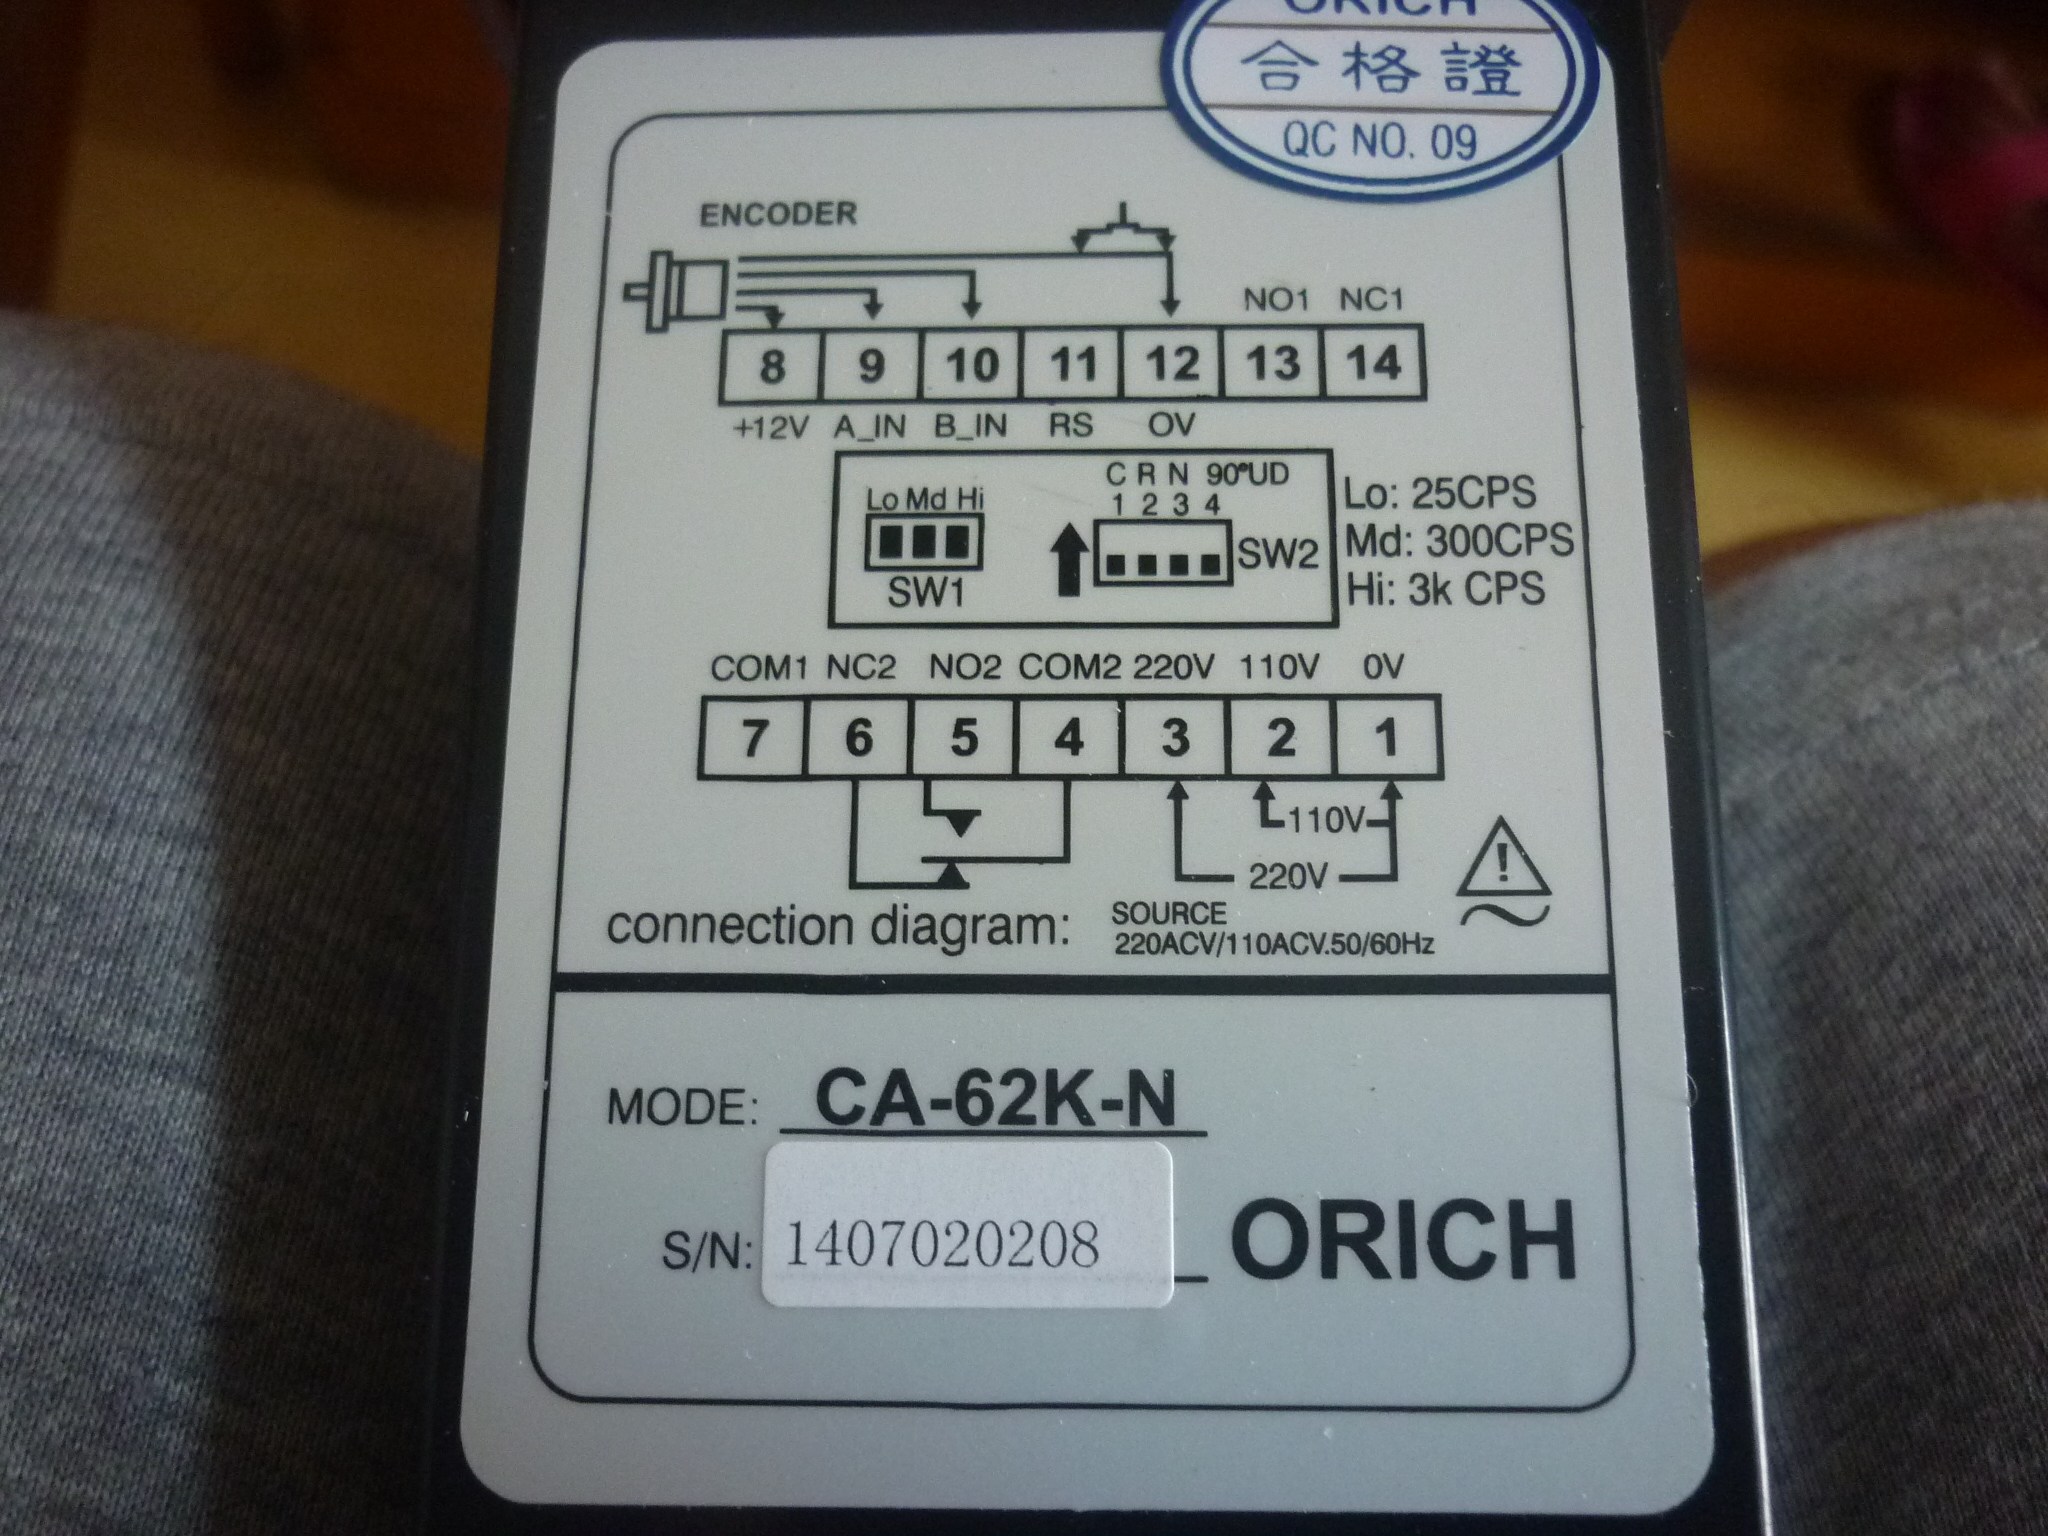 ORICH
合格證
QC NO. 09
ENCODER
NO1 NC1
8 9 10 11 12 13 14
+12V A_IN B_IN RS OV
C R N 90°UD
Lo Md Hi
1 2 3 4
SW1
SW2
Lo: 25CPS
Md: 300CPS
Hi: 3k CPS
COM1 NC2 NO2 COM2 220V 110V 0V
7 6 5 4 3 2 1
110V
220V
!
connection diagram:
SOURCE
220ACV/110ACV.50/60Hz
MODE: CA-62K-N
S/N: 1407020208
ORICH